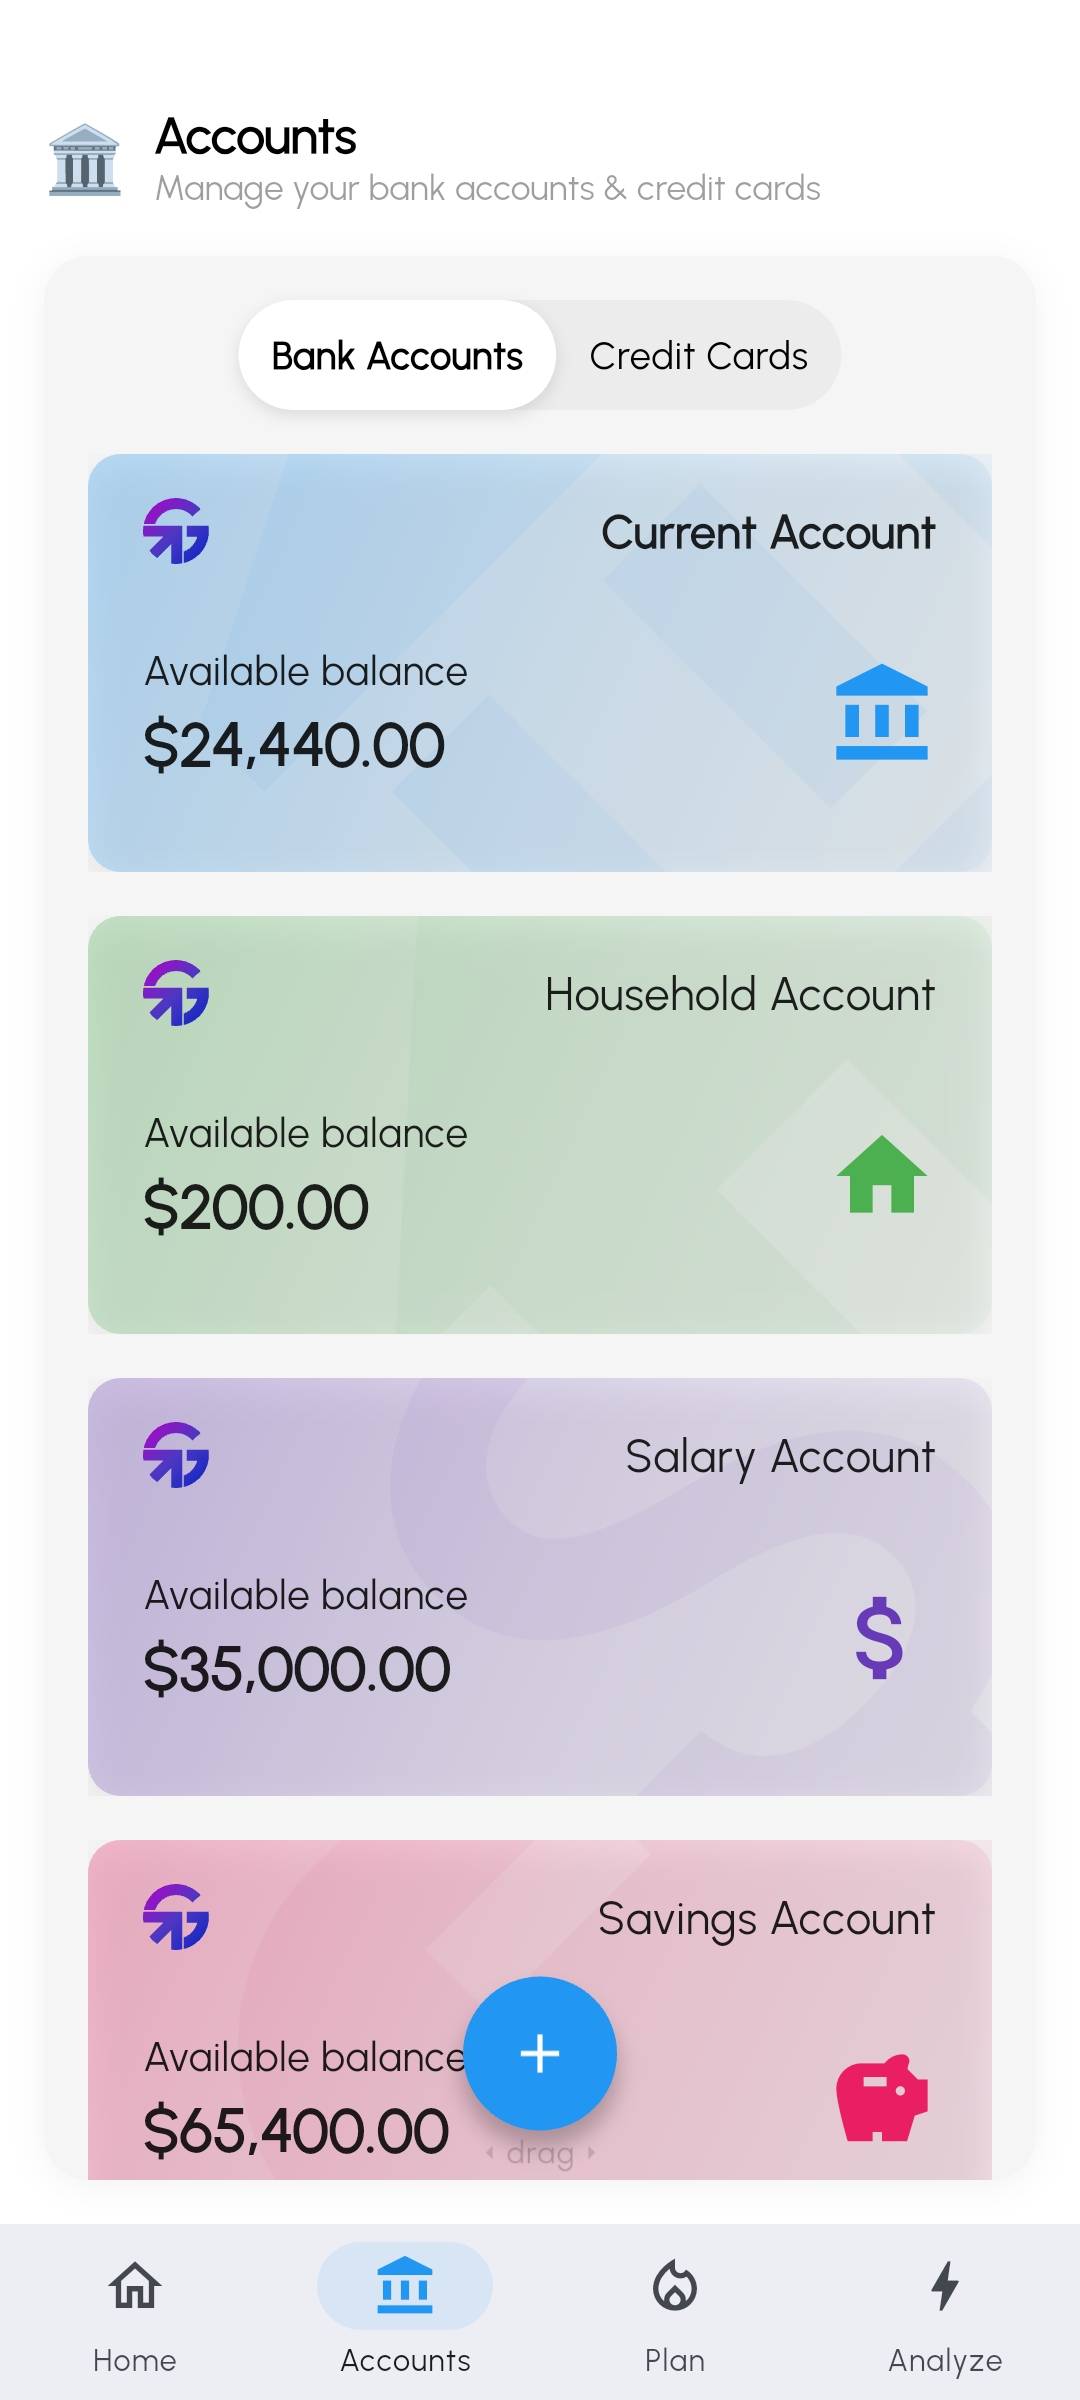 Accounts
Manage your bank accounts & credit cards
Bank Accounts
Credit Cards
Current Account
Available balance
$24,440.00
Household Account
Available balance
$200.00
Salary Account
Available balance
$35,000.00
Savings Account
Available balance
$65,400.00
drag
Home
Accounts
Plan
Analyze